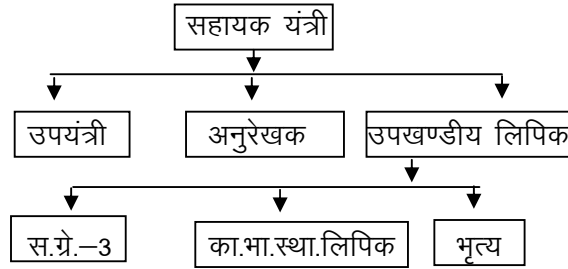 सहायक यंत्री
उपयंत्री अनुरेखक उपखण्डीय लिपिक
स.ग्रे.–3 का.भा.स्था.लिपिक भृत्य